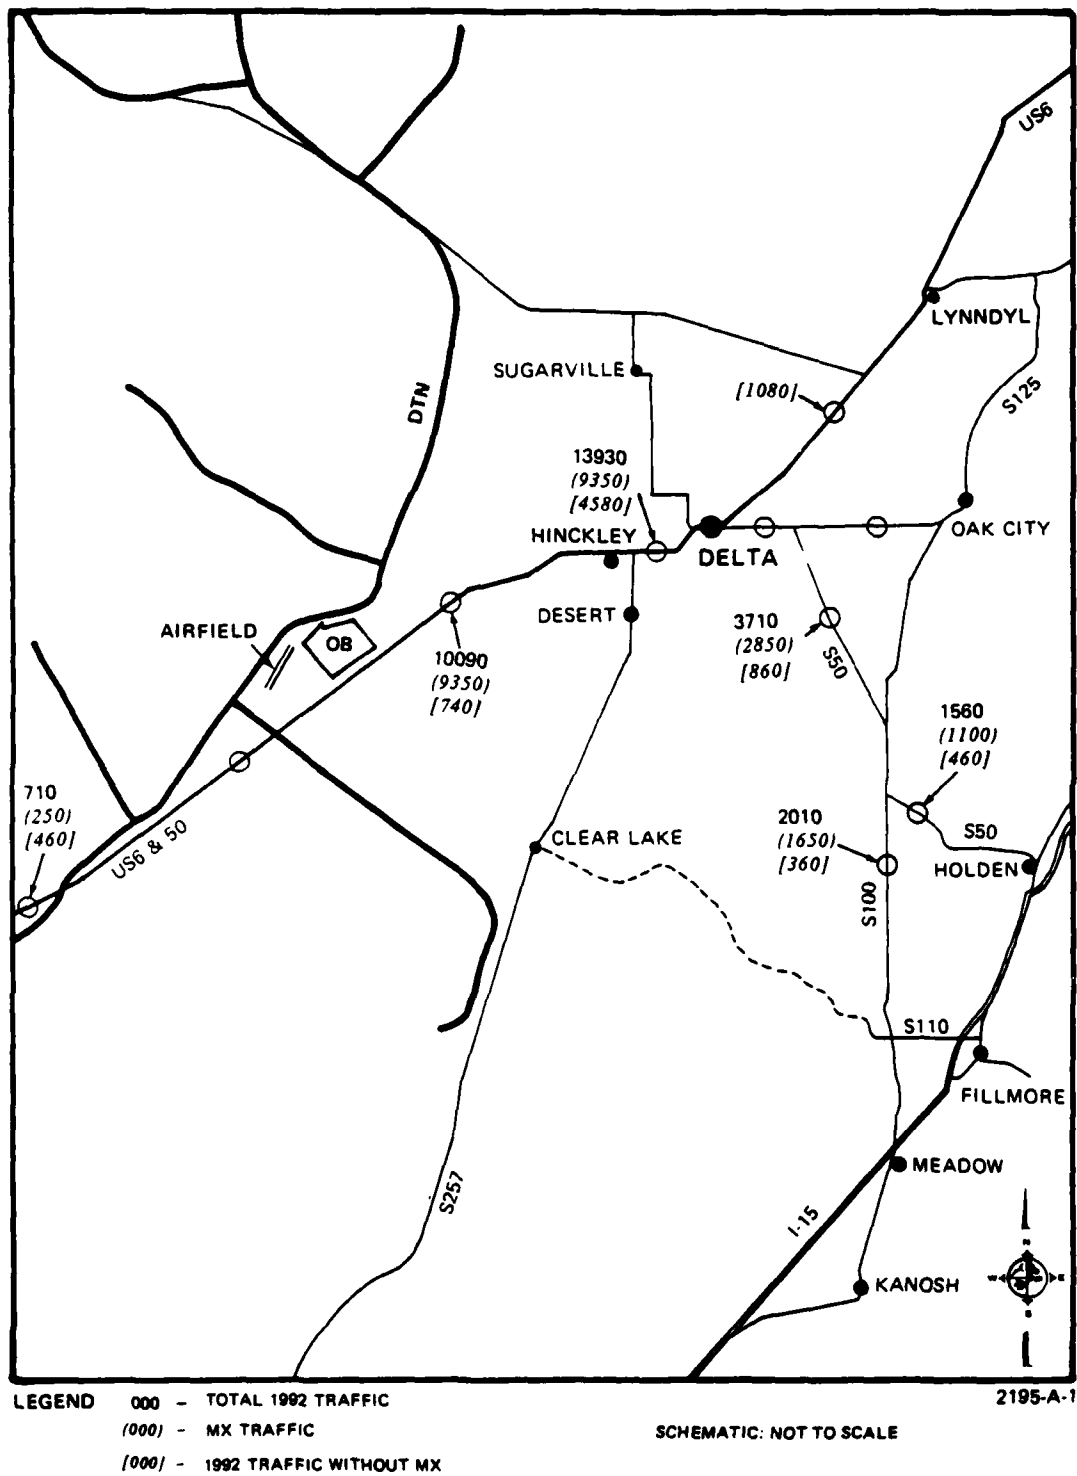 US6
LYNNDYL
SUGARVILLE
[1080]
S125
DTN
13930
(9350)
[4580]
HINCKLEY
DELTA
OAK CITY
DESERT
AIRFIELD
OB
10090
(9350)
[740]
3710
(2850)
[860]
S50
1560
(1100)
[460]
710
(250)
[460]
US6 & 50
CLEAR LAKE
2010
(1650)
[360]
S50
HOLDEN
S100
S110
FILLMORE
MEADOW
S257
I-15
KANOSH
N
W
E
S
LEGEND 000 – TOTAL 1992 TRAFFIC
2195-A-1
(000) – MX TRAFFIC
SCHEMATIC: NOT TO SCALE
[000] – 1992 TRAFFIC WITHOUT MX